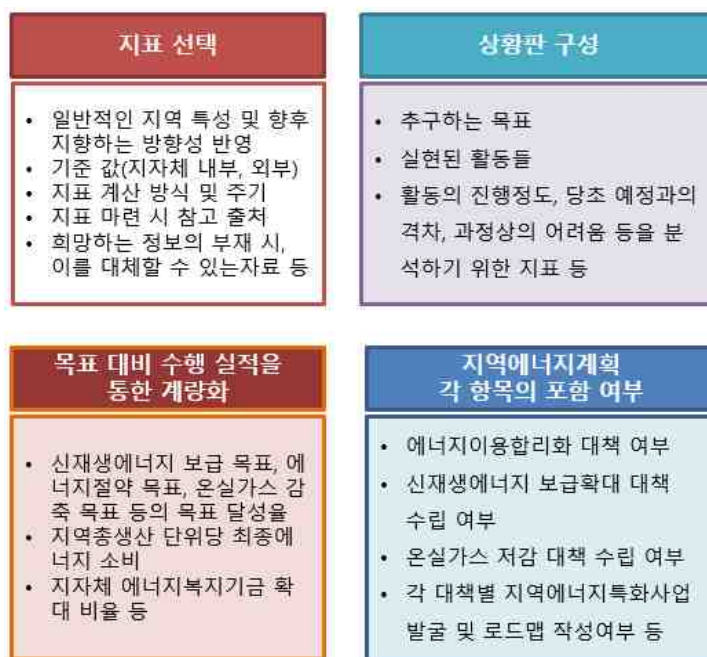 지표 선택
• 일반적인 지역 특성 및 향후
지향하는 방향성 반영
• 기준 값(지자체 내부, 외부)
• 지표 계산 방식 및 주기
• 지표 마련 시 참고 출처
• 희망하는 정보의 부재 시,
이를 대체할 수 있는자료 등
상황판 구성
• 추구하는 목표
• 실현된 활동들
• 활동의 진행정도, 당초 예정과의
격차, 과정상의 어려움 등을 분
석하기 위한 지표 등
목표 대비 수행 실적을
통한 계량화
• 신재생에너지 보급 목표, 에
너지절약 목표, 온실가스 감
축 목표 등의 목표 달성율
• 지역총생산 단위당 최종에
너지 소비
• 지자체 에너지복지기금 확
대 비율 등
지역에너지계획
각 항목의 포함 여부
• 에너지이용합리화 대책 여부
• 신재생에너지 보급확대 대책
수립 여부
• 온실가스 저감 대책 수립 여부
• 각 대책별 지역에너지특화사업
발굴 및 로드맵 작성여부 등